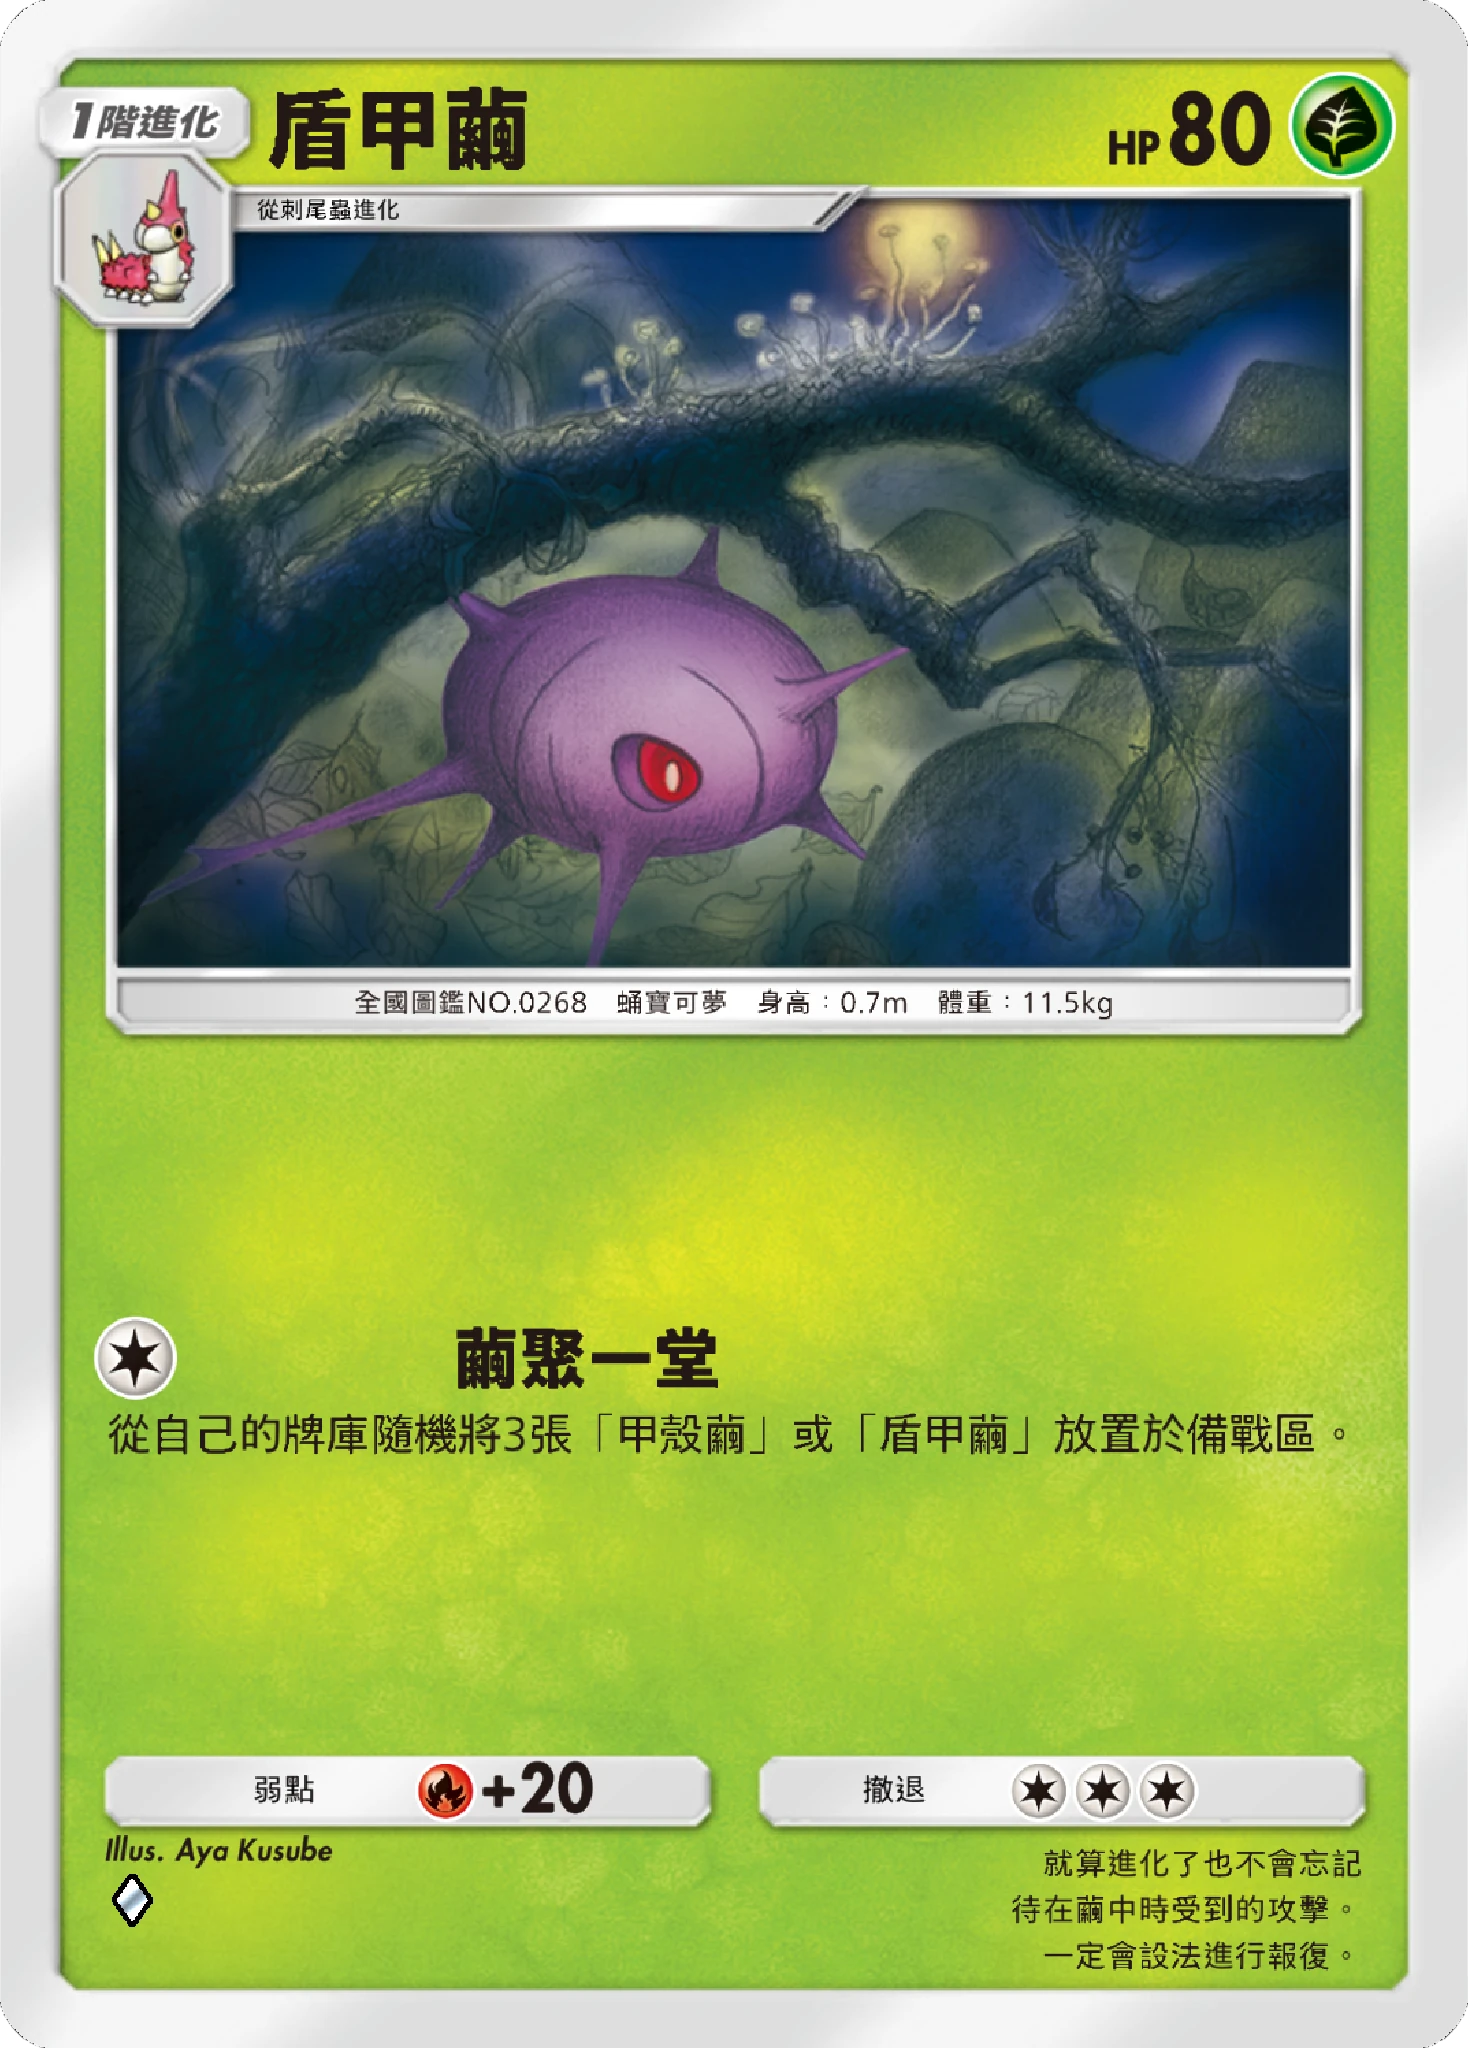 1階進化
盾甲繭
HP 80
從刺尾蟲進化
全國圖鑑NO.0268 蛹寶可夢 身高：0.7m 體重：11.5kg
繭聚一堂
從自己的牌庫隨機將3張「甲殼繭」或「盾甲繭」放置於備戰區。
弱點 +20
撤退
Illus. Aya Kusube
就算進化了也不會忘記
待在繭中時受到的攻擊。
一定會設法進行報復。